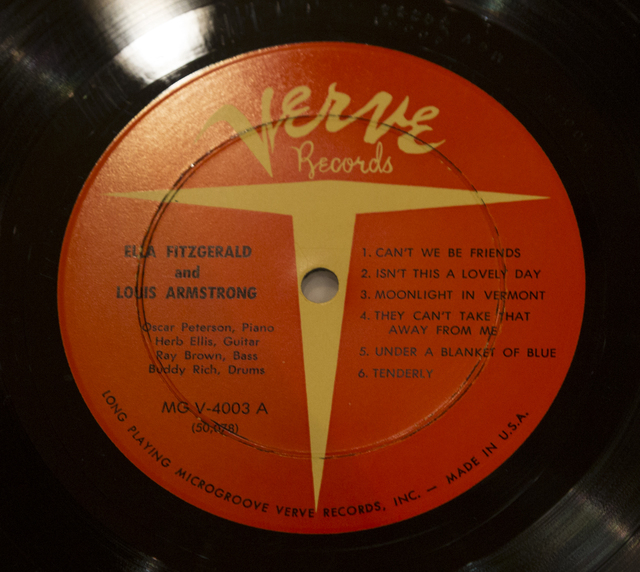 Verve
Records
ELLA FITZGERALD
and
LOUIS ARMSTRONG
Oscar Peterson, Piano
Herb Ellis, Guitar
Ray Brown, Bass
Buddy Rich, Drums
MG V-4003 A
(50,078)
1. CAN'T WE BE FRIENDS
2. ISN'T THIS A LOVELY DAY
3. MOONLIGHT IN VERMONT
4. THEY CAN'T TAKE THAT
AWAY FROM ME
5. UNDER A BLANKET OF BLUE
6. TENDERLY
LONG PLAYING MICROGROOVE VERVE RECORDS, INC. — MADE IN U.S.A.